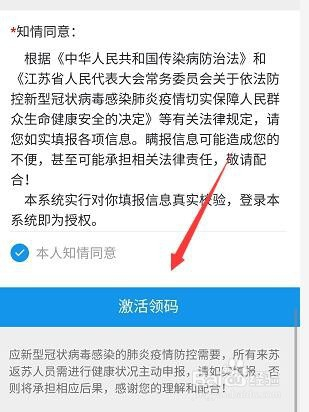 *知情同意:
根据《中华人民共和国传染病防治法》和
《江苏省人民代表大会常务委员会关于依法防
控新型冠状病毒感染肺炎疫情切实保障人民群
众生命健康安全的决定》等有关法律规定，请
您如实填报各项信息。瞒报信息可能造成您的
不便，甚至可能承担相关法律责任，敬请配
合！
本系统实行对你填报信息真实校验，登录本
系统即为授权。
本人知情同意
激活领码
应新型冠状病毒感染的肺炎疫情防控需要，所有来苏
返苏人员需进行健康状况主动申报，请如实填报，否
则将承担相应后果，感谢您的理解和配合！